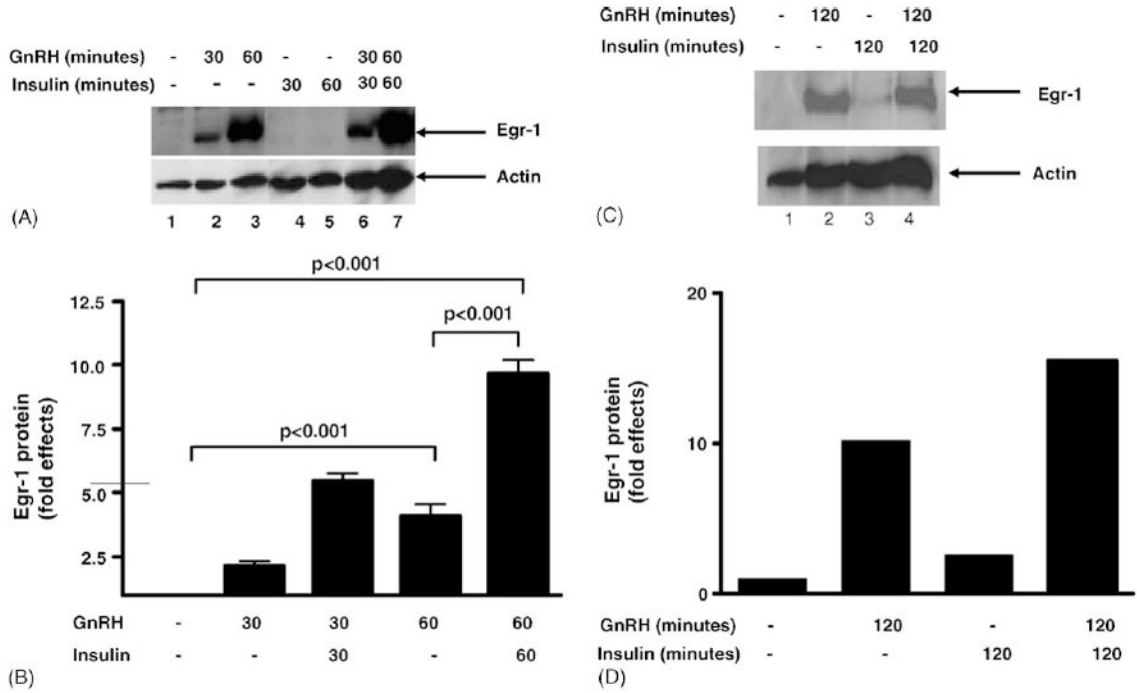 GnRH (minutes) - 30 60 - - 30 60
Insulin (minutes) - - - 30 60 30 60
Egr-1
Actin
1 2 3 4 5 6 7
(A)
GnRH (minutes) - 120 - 120
Insulin (minutes) - - 120 120
Egr-1
Actin
1 2 3 4
(C)
p<0.001
p<0.001
p<0.001
Egr-1 protein
(fold effects)
12.5
10.0
7.5
5.0
2.5
GnRH - 30 30 60 60
Insulin - - 30 - 60
(B)
Egr-1 protein
(fold effects)
20
10
0
GnRH (minutes) - 120 - 120
Insulin (minutes) - - 120 120
(D)